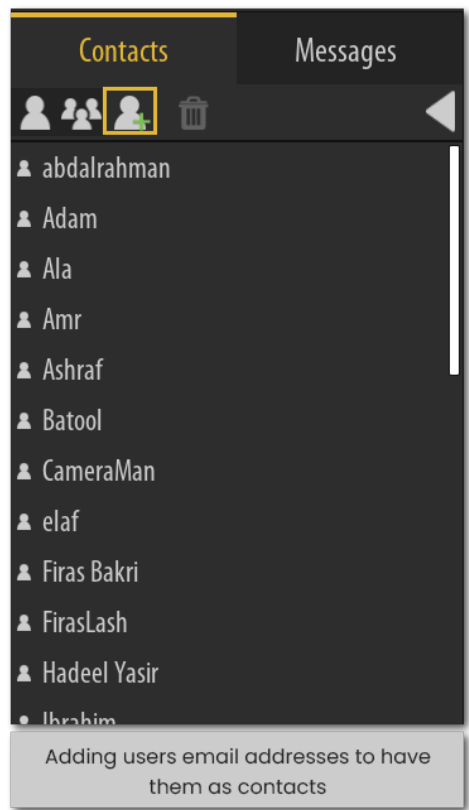 Contacts
Messages
abdalrahman
Adam
Ala
Amr
Ashraf
Batool
CameraMan
elaf
Firas Bakri
FirasLash
Hadeel Yasir
Ibrahim
Adding users email addresses to have
them as contacts